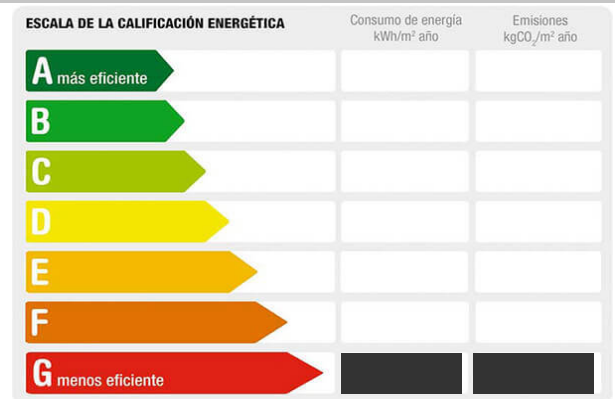 ESCALA DE LA CALIFICACIÓN ENERGÉTICA
Consumo de energía
kWh/m² año
Emisiones
kgCO₂/m² año
A más eficiente
B
C
D
E
F
G menos eficiente